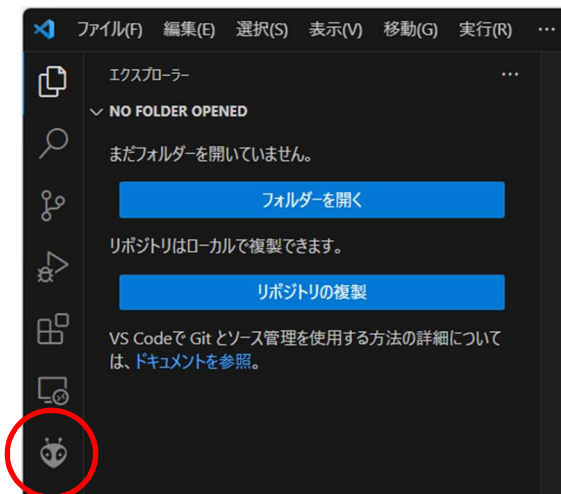 ファイル(F) 編集(E) 選択(S) 表示(V) 移動(G) 実行(R) …
エクスプローラー …
NO FOLDER OPENED
まだフォルダーを開いていません。
フォルダーを開く
リポジトリはローカルで複製できます。
リポジトリの複製
VS Codeで Git とソース管理を使用する方法の詳細について
は、ドキュメントを参照。